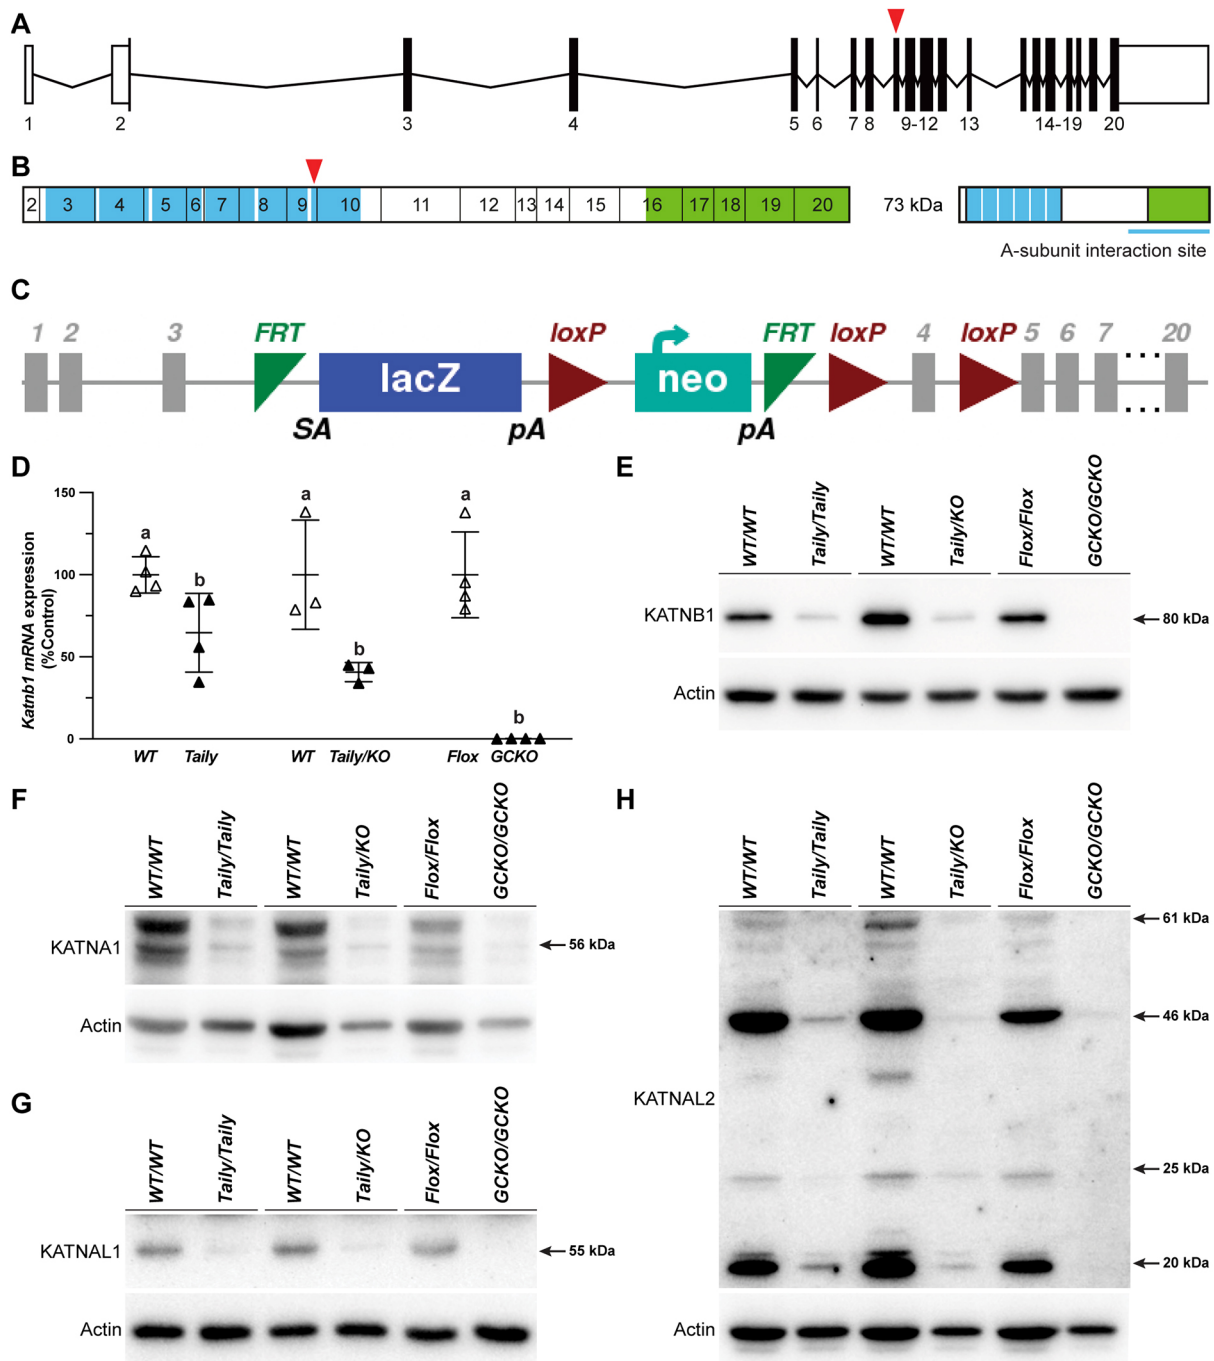 A
1 2 3 4 5 6 7 8 9-12 13 14-19 20
B
2 3 4 5 6 7 8 9 10 11 12 13 14 15 16 17 18 19 20 73 kDa
A-subunit interaction site
C
1 2 3 FRT loxP FRT loxP 4 loxP 5 6 7 20
lacZ neo ... ...
SA pA pA
D
Katnb1 mRNA expression
(%Control)
150
100
50
0
a b a b a b
WT Taily WT Taily/KO Flox GCKO
E
WT/WT Taily/Taily WT/WT Taily/KO Flox/Flox GCKO/GCKO
KATNB1 80 kDa
Actin
F
WT/WT Taily/Taily WT/WT Taily/KO Flox/Flox GCKO/GCKO
KATNA1 56 kDa
Actin
G
WT/WT Taily/Taily WT/WT Taily/KO Flox/Flox GCKO/GCKO
KATNAL1 55 kDa
Actin
H
WT/WT Taily/Taily WT/WT Taily/KO Flox/Flox GCKO/GCKO
61 kDa
46 kDa
KATNAL2
25 kDa
20 kDa
Actin